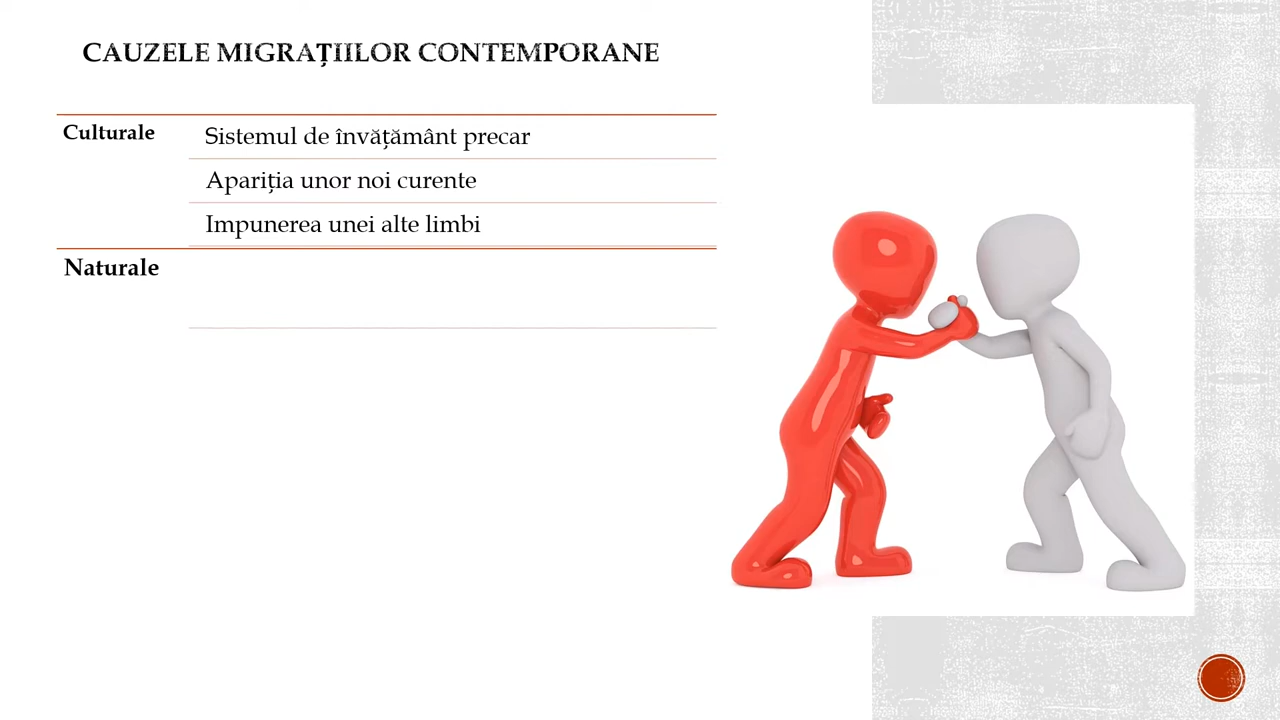 CAUZELE MIGRAȚIILOR CONTEMPORANE
Culturale
Sistemul de învățământ precar
Apariția unor noi curente
Impunerea unei alte limbi
Naturale